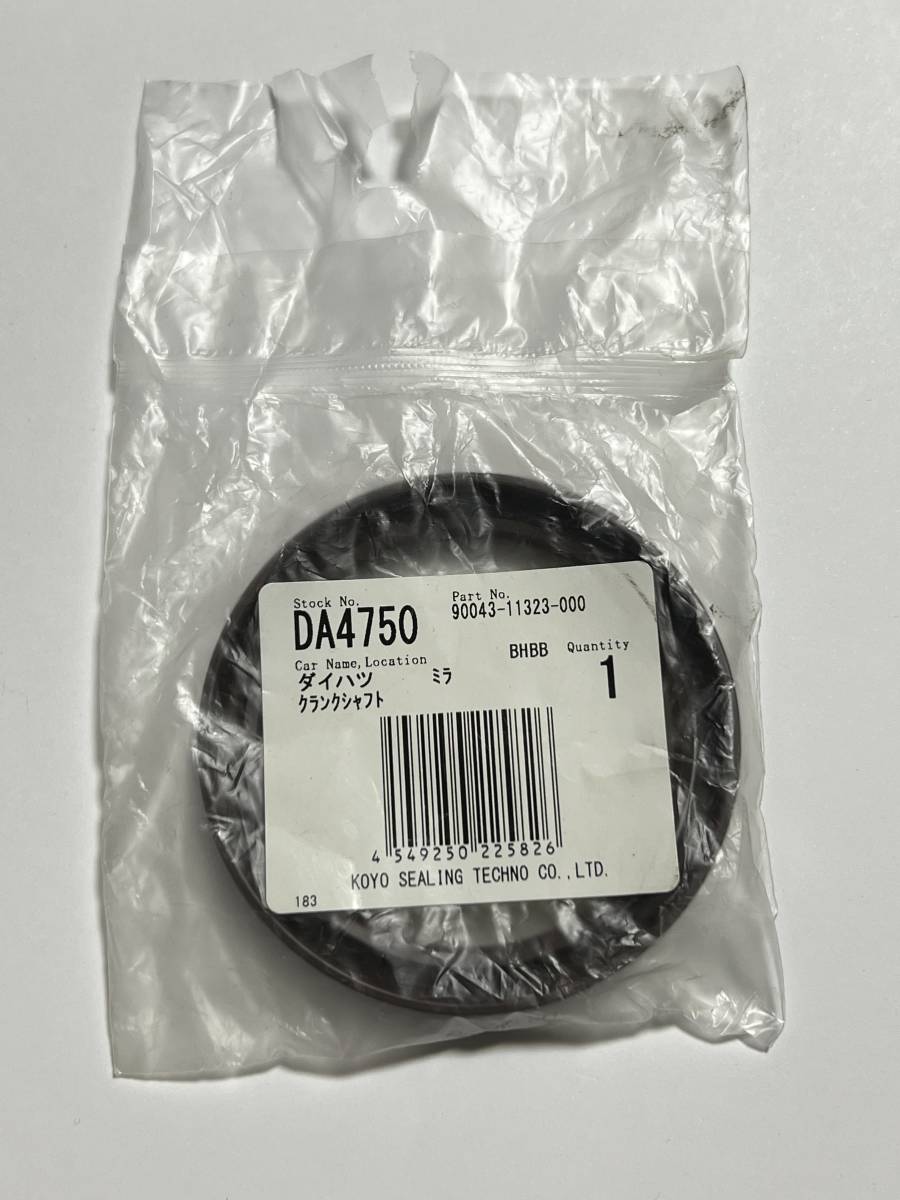 Stock No.
DA4750
Part No.
90043-11323-000
BHBB
Quantity
1
Car Name,Location
ダイハツ ミラ
クランクシャフト
4 549250 225826
KOYO SEALING TECHNO CO.,LTD.
183